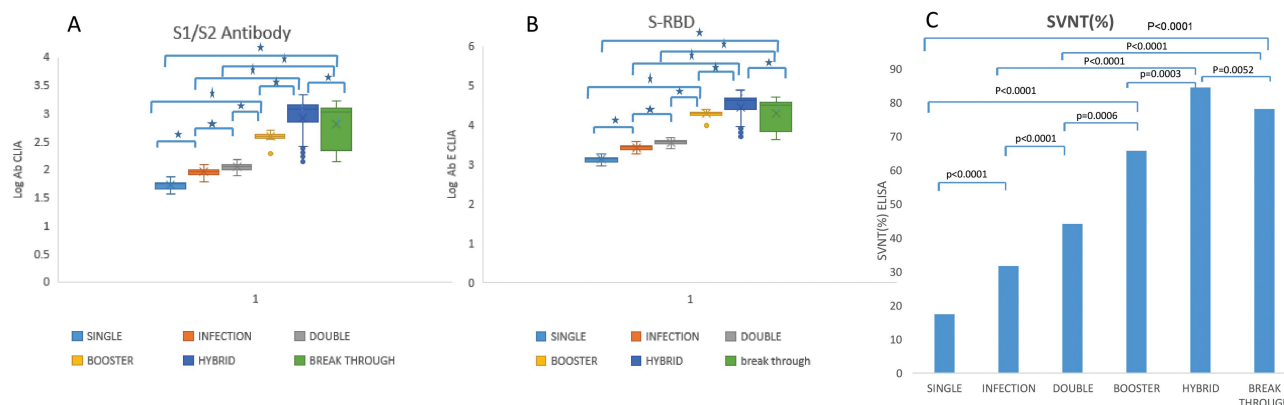 A
S1/S2 Antibody
Log Ab CLIA
4
3.5
3
2.5
2
1.5
1
0.5
0
1
SINGLE INFECTION DOUBLE
BOOSTER HYBRID BREAK THROUGH
B
S-RBD
Log Ab E CLIA
6
5
4
3
2
1
0
1
SINGLE INFECTION DOUBLE
BOOSTER HYBRID break through
C
SVNT(%)
P<0.0001
P<0.0001
P<0.0001
p=0.0003 P=0.0052
P<0.0001
p=0.0006
p<0.0001
p<0.0001
SVNT(%) ELISA
90
80
70
60
50
40
30
20
10
0
SINGLE INFECTION DOUBLE BOOSTER HYBRID BREAK
THROUGH